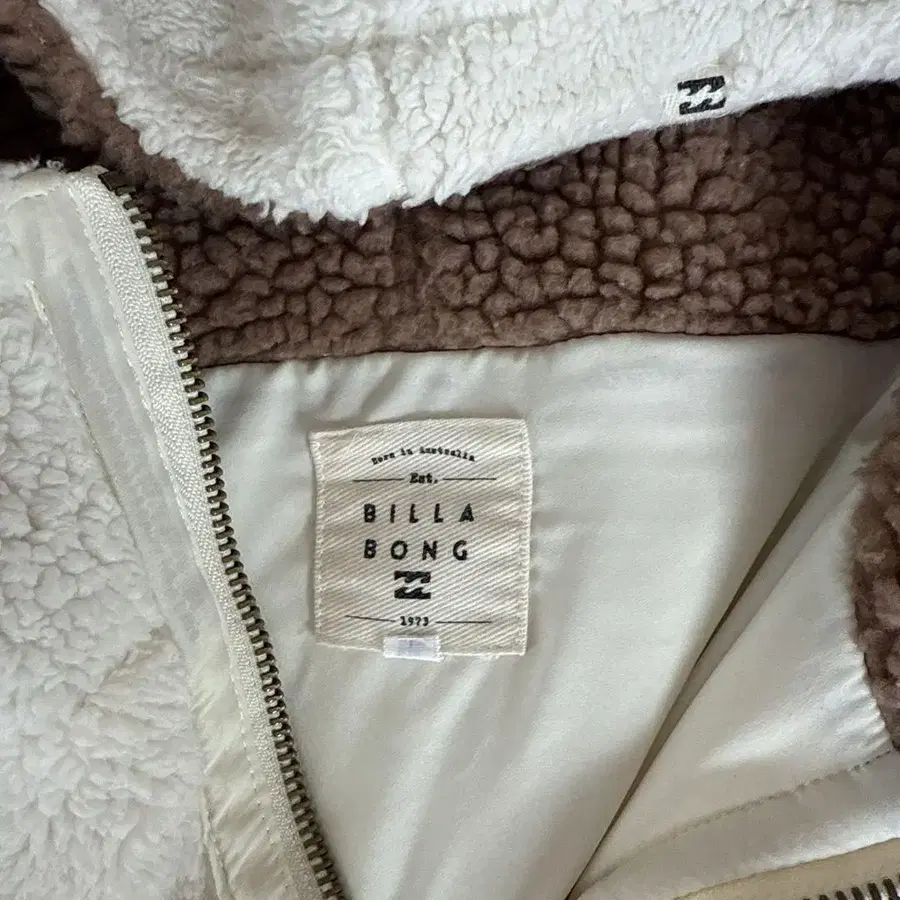 Born in Australia
Est.
BILLA
BONG
1973